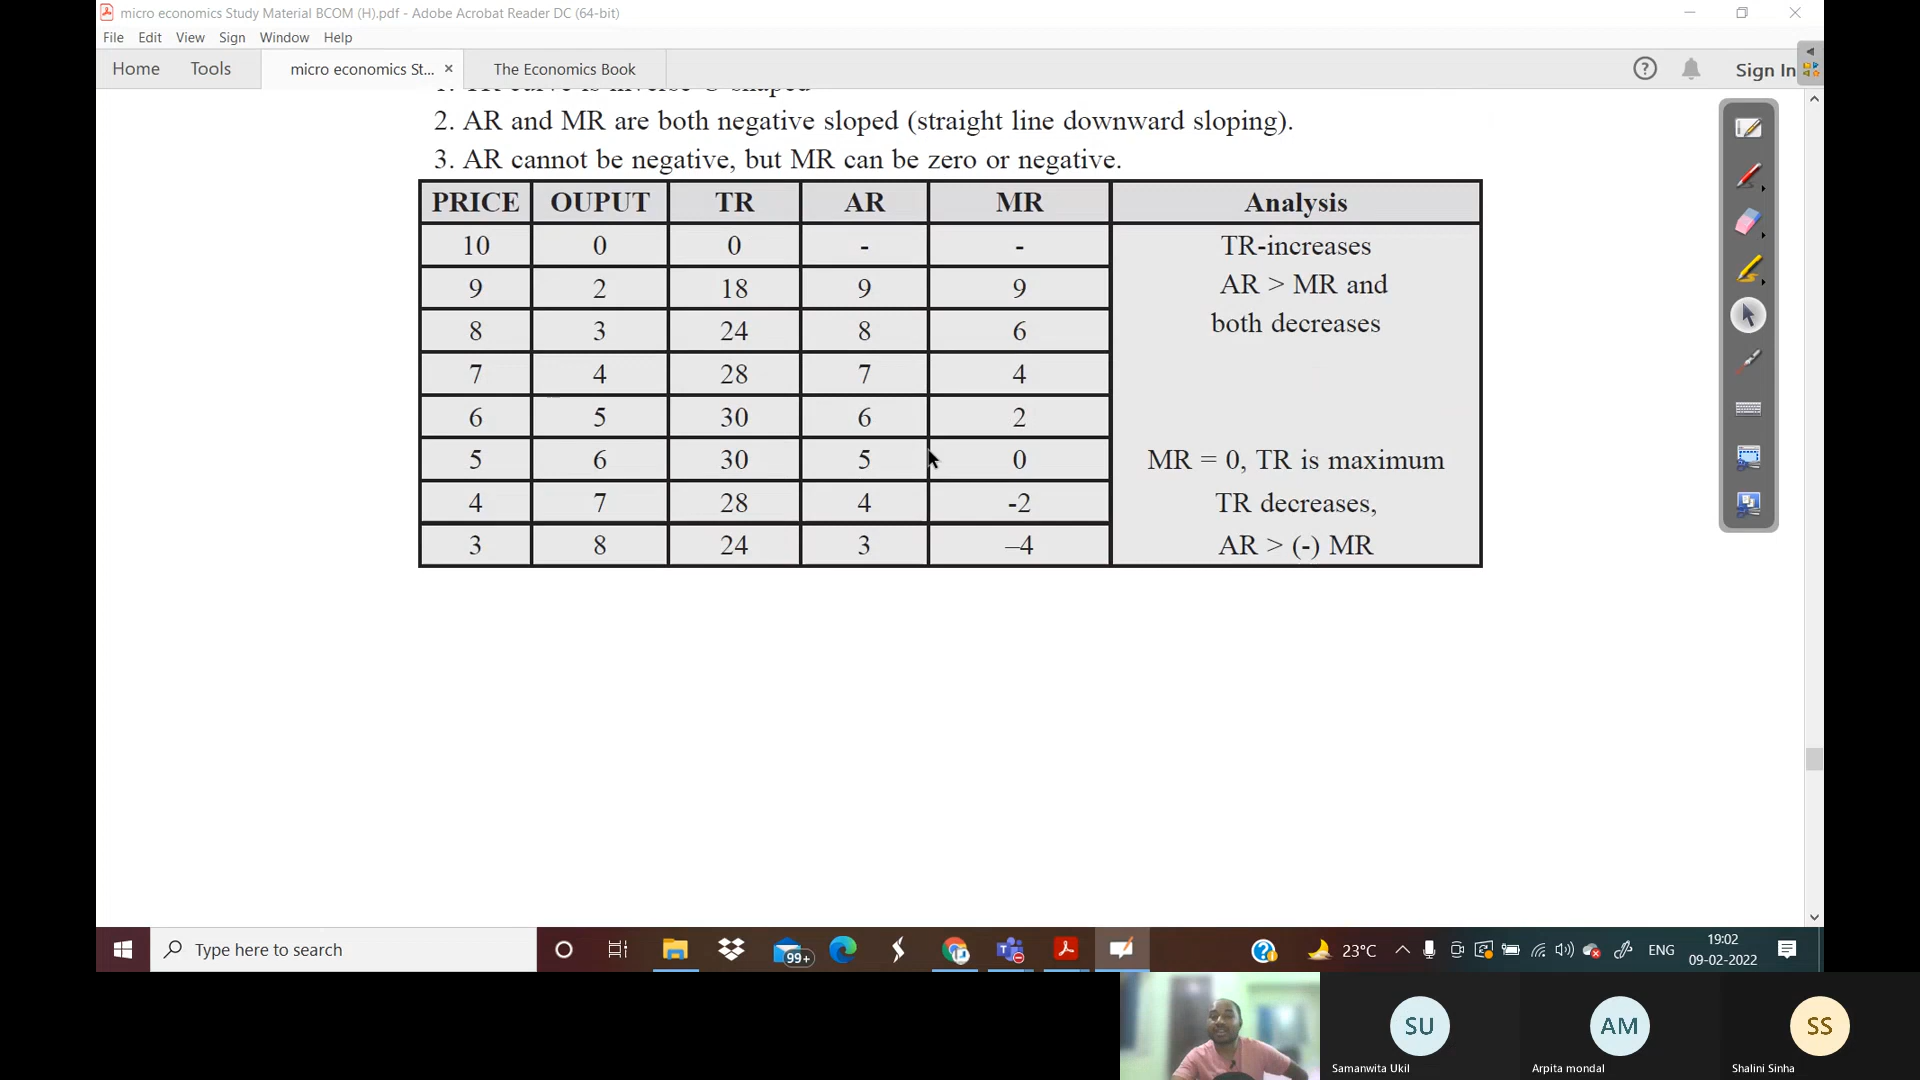 micro economics Study Material BCOM (H).pdf - Adobe Acrobat Reader DC (64-bit)
File Edit View Sign Window Help
Home Tools micro economics St... × The Economics Book ? Sign In
2. AR and MR are both negative sloped (straight line downward sloping).
3. AR cannot be negative, but MR can be zero or negative.
PRICE OUPUT TR AR MR Analysis
10 0 0 - - TR-increases
9 2 18 9 9 AR > MR and
8 3 24 8 6 both decreases
7 4 28 7 4
6 5 30 6 2
5 6 30 5 0 MR = 0, TR is maximum
4 7 28 4 -2 TR decreases,
3 8 24 3 –4 AR > (-) MR
Type here to search 99+ 23°C ENG 19:02
09-02-2022
SU AM SS
Samanwita Ukil Arpita mondal Shalini Sinha